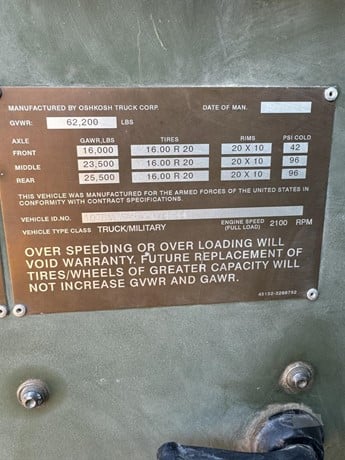 MANUFACTURED BY OSHKOSH TRUCK CORP. DATE OF MAN.
GVWR: 62,200 LBS
AXLE GAWR,LBS TIRES RIMS PSI COLD
FRONT 16,000 16.00 R 20 20 X 10 42
MIDDLE 23,500 16.00 R 20 20 X 10 96
REAR 25,500 16.00 R 20 20 X 10 96
THIS VEHICLE WAS MANUFACTURED FOR THE ARMED FORCES OF THE UNITED STATES IN
CONFORMITY WITH CONTRACT SPECIFICATIONS
VEHICLE ID.NO. ENGINE SPEED (FULL LOAD) 2100 RPM
VEHICLE TYPE CLASS TRUCK/MILITARY
OVER SPEEDING OR OVER LOADING WILL
VOID WARRANTY. FUTURE REPLACEMENT OF
TIRES/WHEELS OF GREATER CAPACITY WILL
NOT INCREASE GVWR AND GAWR.